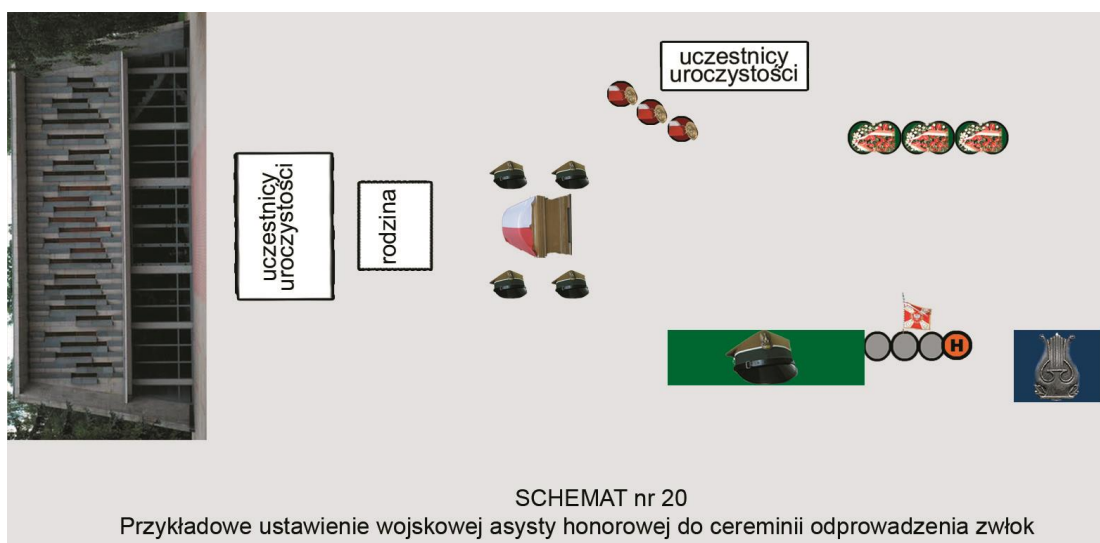 uczestnicy
uroczystości
uczestnicy
uroczystości
rodzina
H
SCHEMAT nr 20
Przykładowe ustawienie wojskowej asysty honorowej do cereminii odprowadzenia zwłok